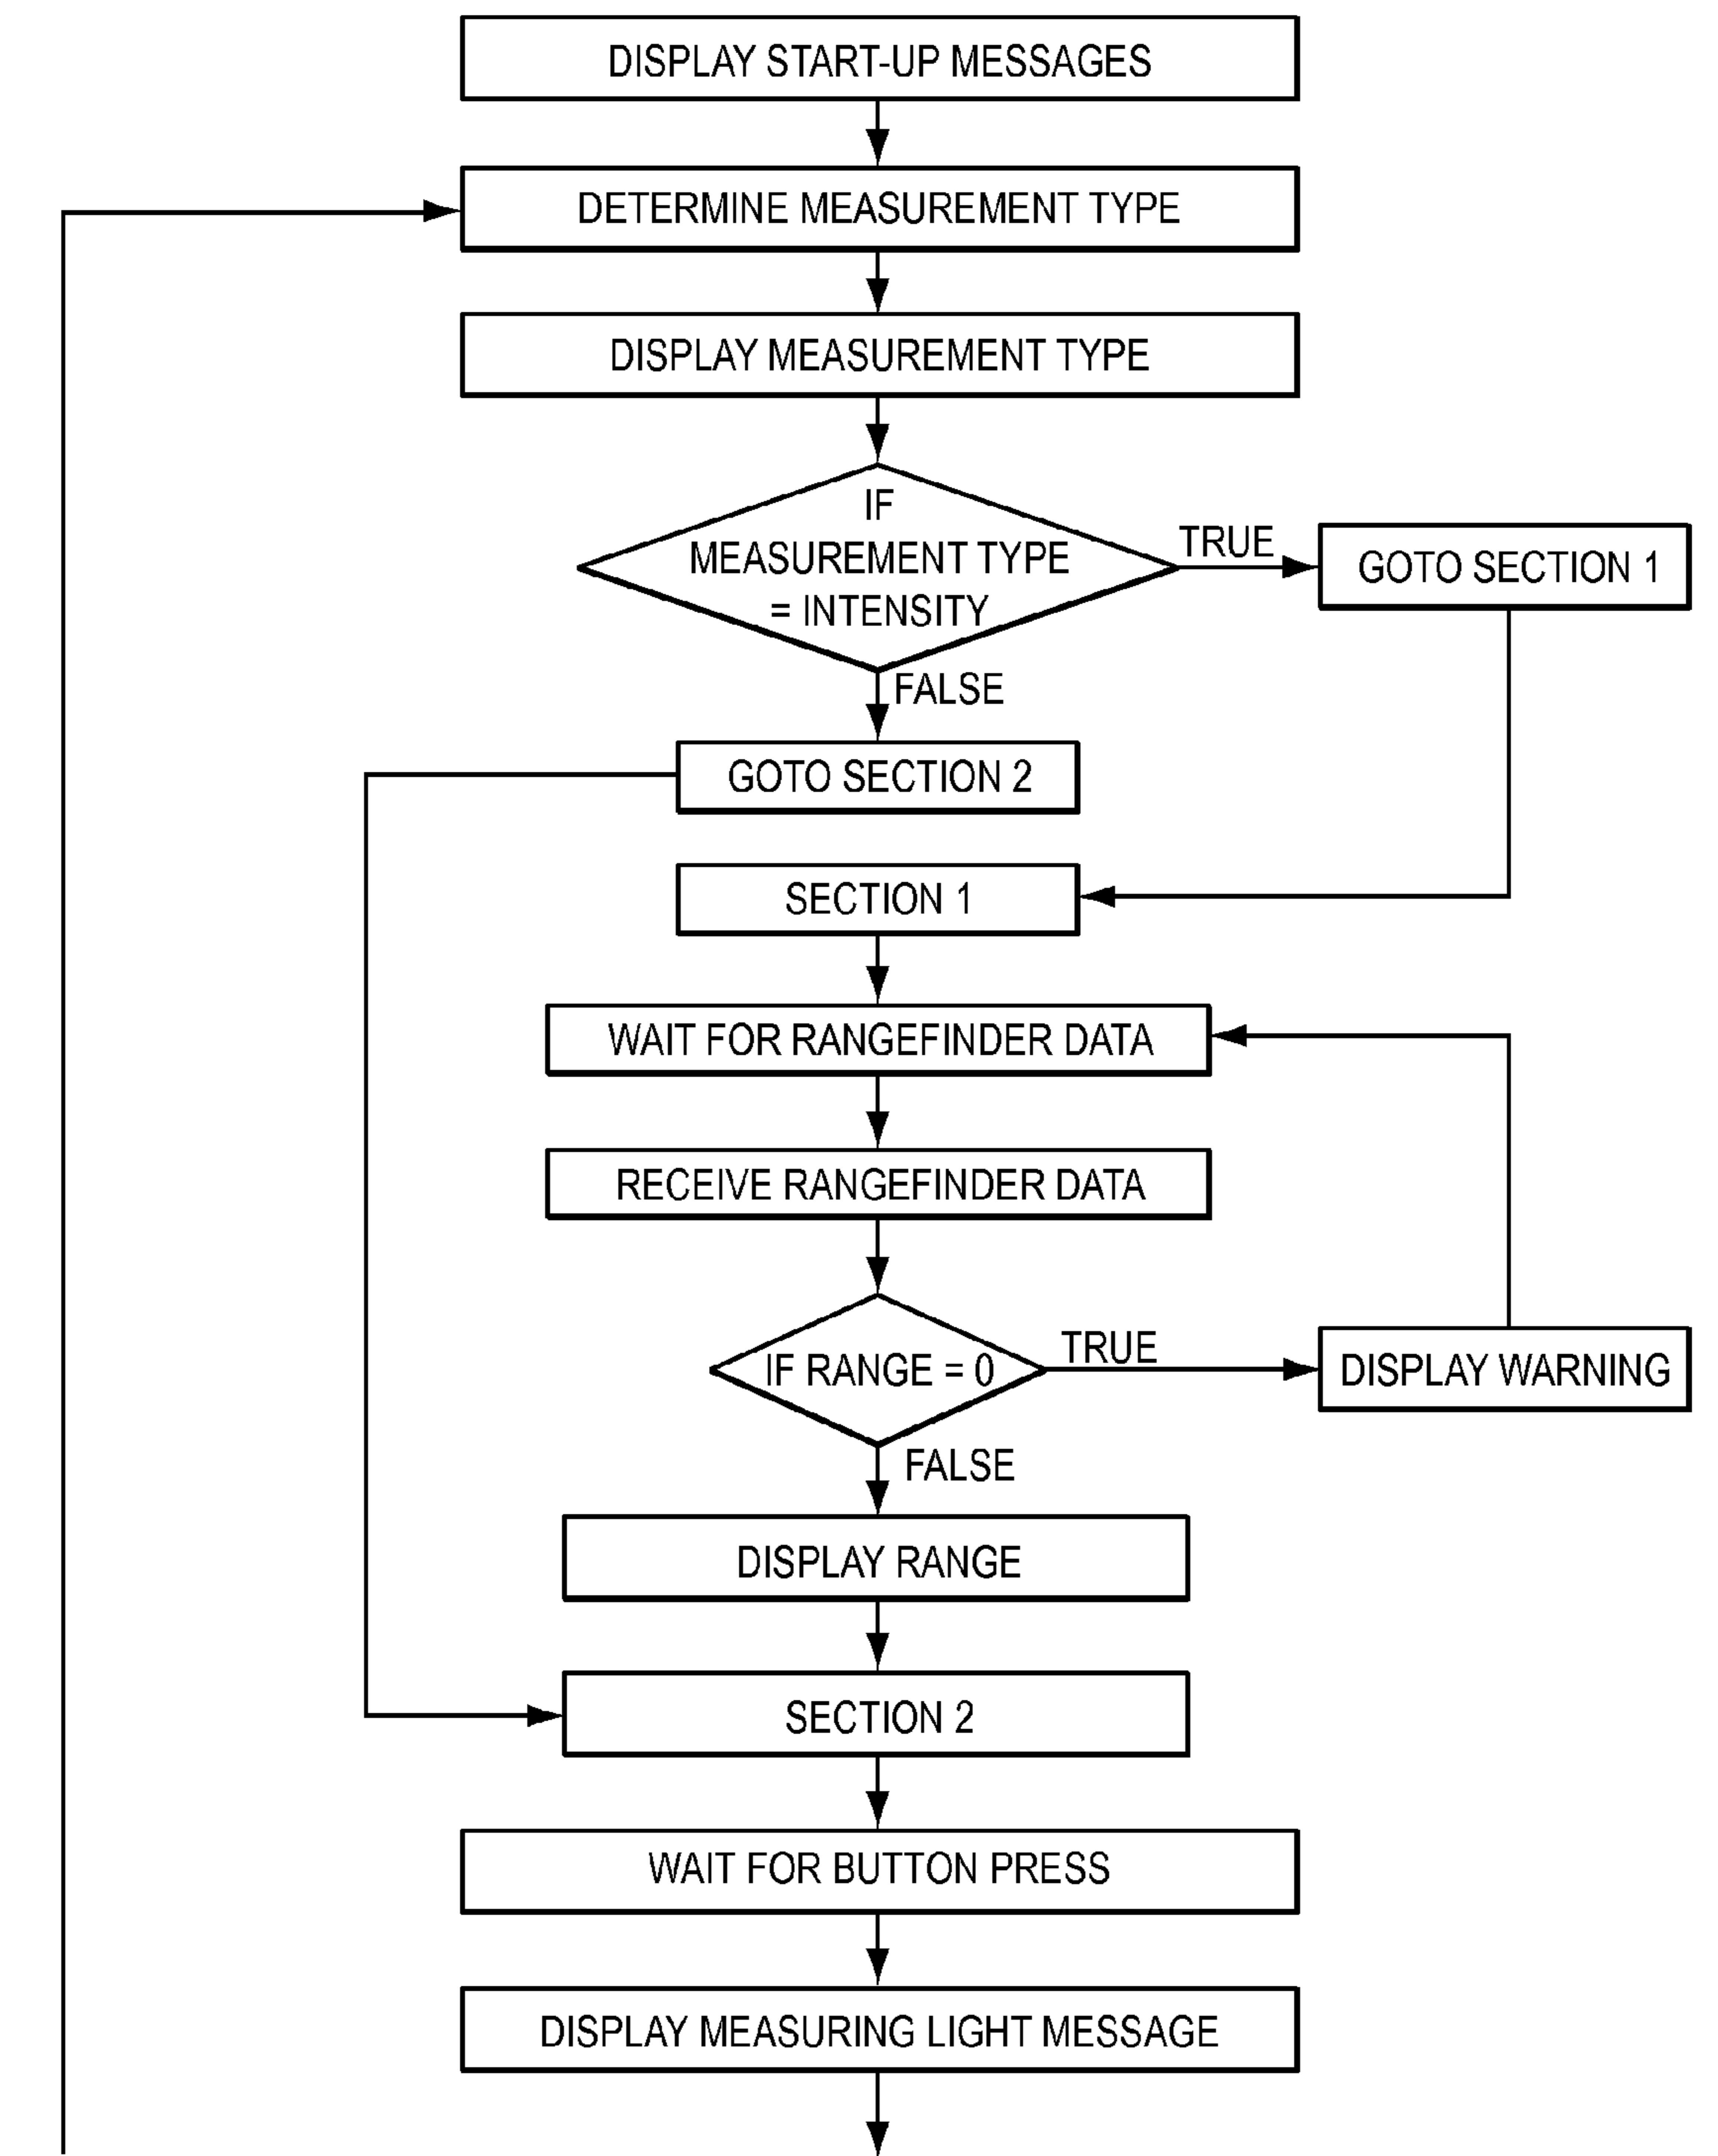 DISPLAY START-UP MESSAGES
DETERMINE MEASUREMENT TYPE
DISPLAY MEASUREMENT TYPE
IF
MEASUREMENT TYPE
= INTENSITY
TRUE
GOTO SECTION 1
FALSE
GOTO SECTION 2
SECTION 1
WAIT FOR RANGEFINDER DATA
RECEIVE RANGEFINDER DATA
IF RANGE = 0
TRUE
DISPLAY WARNING
FALSE
DISPLAY RANGE
SECTION 2
WAIT FOR BUTTON PRESS
DISPLAY MEASURING LIGHT MESSAGE